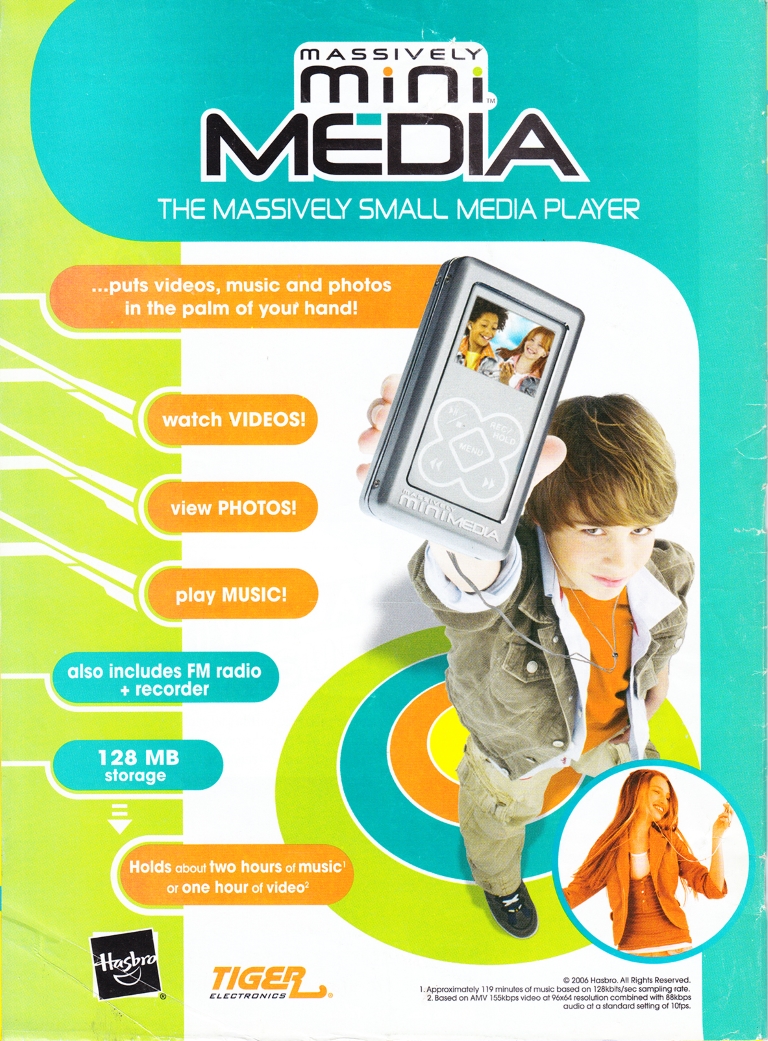 MASSIVELY
mini™
MEDIA
THE MASSIVELY SMALL MEDIA PLAYER
...puts videos, music and photos
in the palm of your hand!
watch VIDEOS!
view PHOTOS!
play MUSIC!
also includes FM radio
+ recorder
128 MB
storage
Holds about two hours of music¹
or one hour of video²
REC/
HOLD
MENU
MASSIVELY
miniMEDIA
Hasbro
®
TIGER
ELECTRONICS®
© 2006 Hasbro. All Rights Reserved.
1. Approximately 119 minutes of music based on 128kbits/sec sampling rate.
2. Based on AMV 155kbps video at 96x64 resolution combined with 88kbps
audio at a standard setting of 10fps.